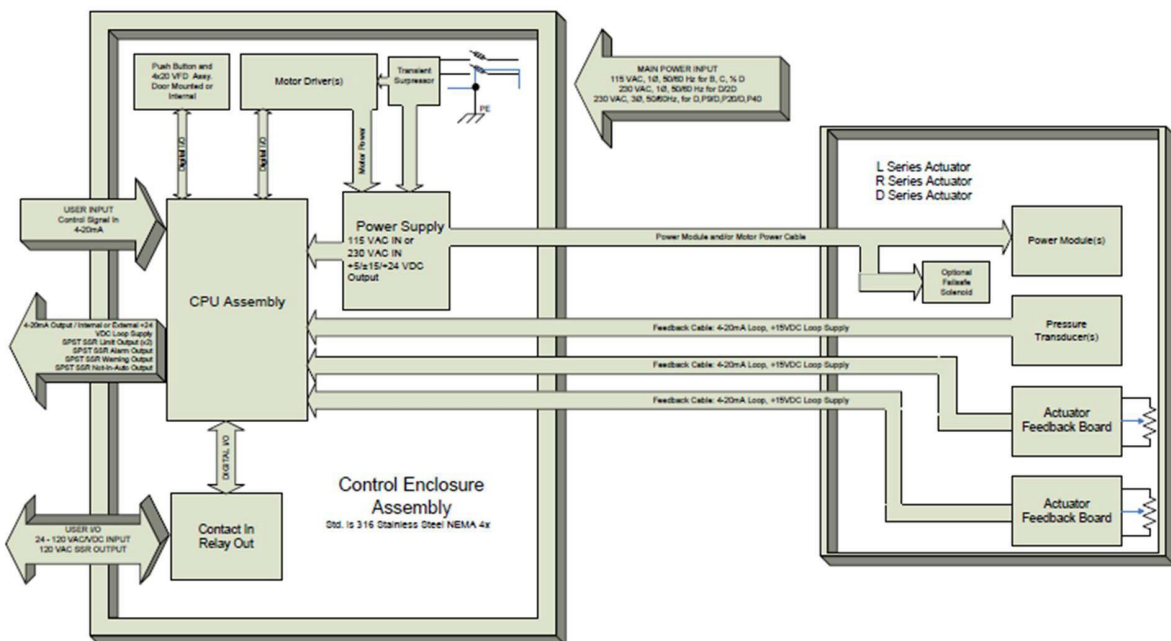 Push Button and
4x20 VFD Assy.
Door Mounted or
Internal
Motor Driver(s)
Transient
Surpressor
PE
MAIN POWER INPUT
115 VAC, 1Ø, 50/60 Hz for B, C, ½ D
230 VAC, 1Ø, 50/60 Hz for D/2D
230 VAC, 3Ø, 50/60Hz, for D,P9/D,P20/D,P40
Digital I/O
Digital I/O
Motor Power
L Series Actuator
R Series Actuator
D Series Actuator
USER INPUT
Control Signal In
4-20mA
Power Supply
115 VAC IN or
230 VAC IN
+5/±15/+24 VDC
Output
Power Module and/or Motor Power Cable
Power Module(s)
Optional
Failsafe
Solenoid
CPU Assembly
4-20mA Output / Internal or External +24
VDC Loop Supply
SPST SSR Limit Output (x2)
SPST SSR Alarm Output
SPST SSR Warning Output
SPST SSR Not-In-Auto Output
Feedback Cable: 4-20mA Loop, +15VDC Loop Supply
Pressure
Transducer(s)
Feedback Cable: 4-20mA Loop, +15VDC Loop Supply
Feedback Cable: 4-20mA Loop, +15VDC Loop Supply
Actuator
Feedback Board
DIGITAL I/O
Control Enclosure
Assembly
Std. Is 316 Stainless Steel NEMA 4x
Actuator
Feedback Board
USER I/O
24 - 120 VAC/VDC INPUT
120 VAC SSR OUTPUT
Contact In
Relay Out